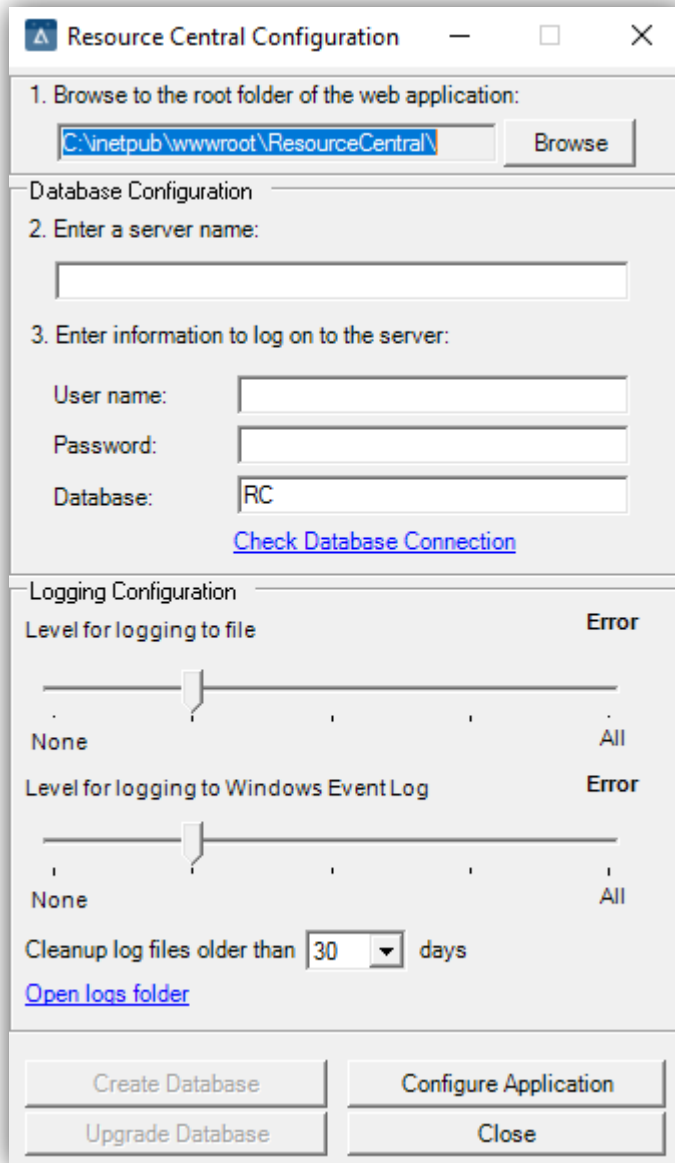 Resource Central Configuration
1. Browse to the root folder of the web application:
C:\inetpub\wwwroot\ResourceCentral\ Browse
Database Configuration
2. Enter a server name:
3. Enter information to log on to the server:
User name:
Password:
Database: RC
Check Database Connection
Logging Configuration
Level for logging to file Error
None All
Level for logging to Windows Event Log Error
None All
Cleanup log files older than 30 days
Open logs folder
Create Database Configure Application
Upgrade Database Close